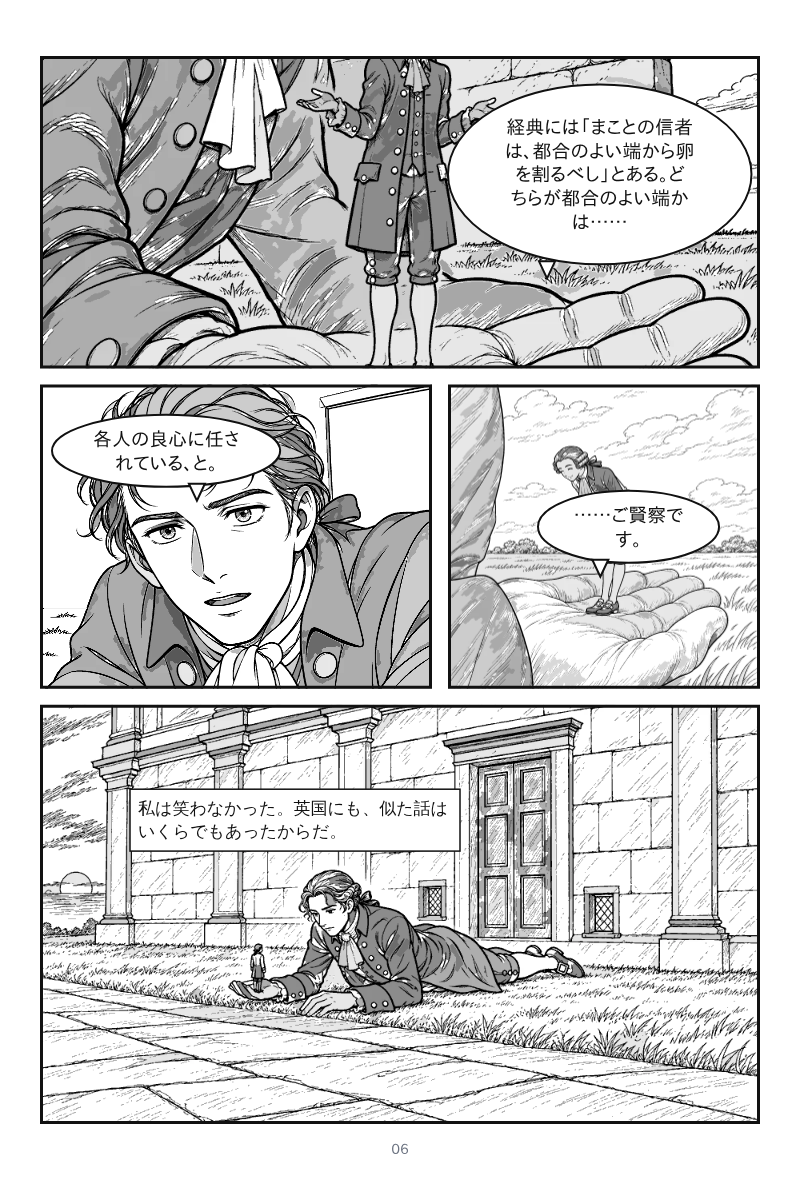 経典には「まことの信者
は、都合のよい端から卵
を割るべし」とある。ど
ちらが都合のよい端か
は……
各人の良心に任さ
れている、と。
……ご賢察で
す。
私は笑わなかった。英国にも、似た話は
いくらでもあったからだ。
06